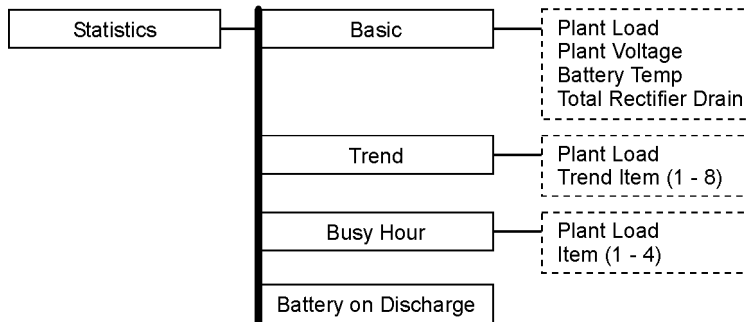 Statistics
Basic
Plant Load
Plant Voltage
Battery Temp
Total Rectifier Drain
Trend
Plant Load
Trend Item (1 - 8)
Busy Hour
Plant Load
Item (1 - 4)
Battery on Discharge